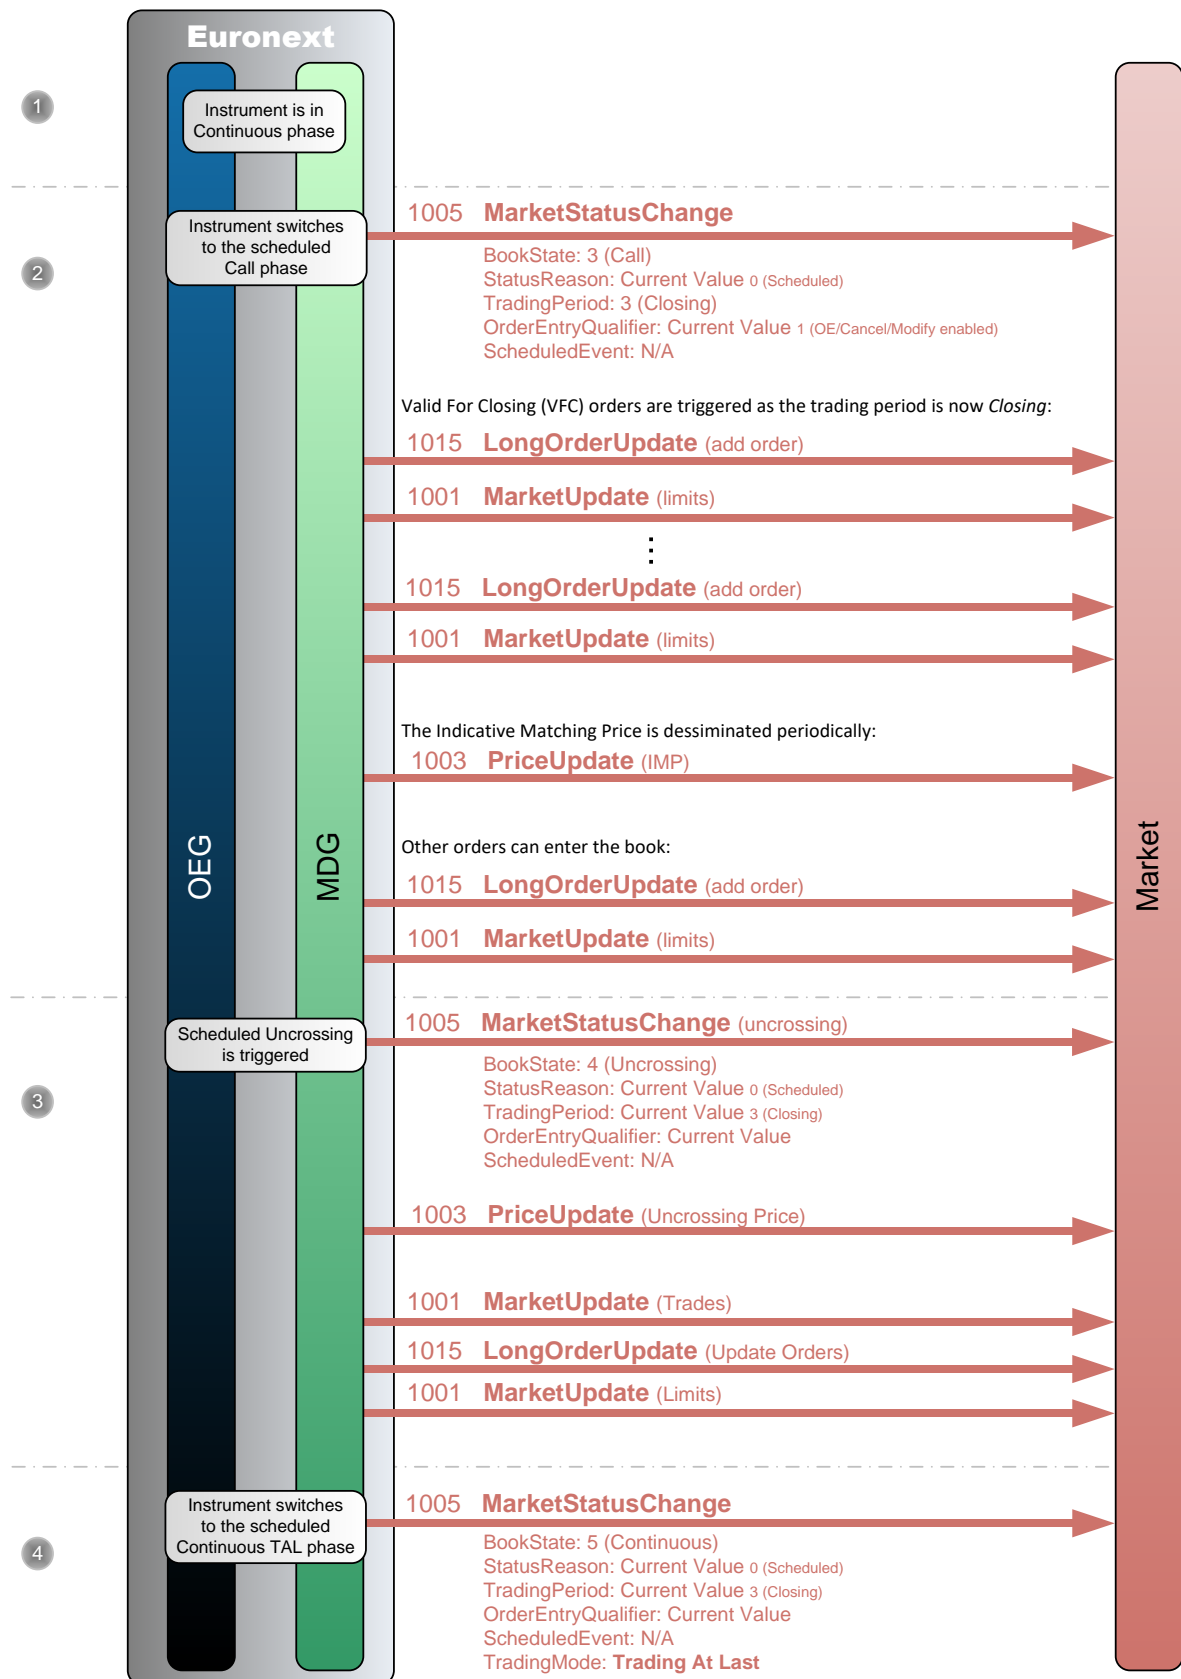 Euronext
1
Instrument is in
Continuous phase
2
Instrument switches
to the scheduled
Call phase
1005 MarketStatusChange
BookState: 3 (Call)
StatusReason: Current Value 0 (Scheduled)
TradingPeriod: 3 (Closing)
OrderEntryQualifier: Current Value 1 (OE/Cancel/Modify enabled)
ScheduledEvent: N/A
Valid For Closing (VFC) orders are triggered as the trading period is now Closing:
1015 LongOrderUpdate (add order)
1001 MarketUpdate (limits)
⋮
1015 LongOrderUpdate (add order)
1001 MarketUpdate (limits)
The Indicative Matching Price is dessiminated periodically:
1003 PriceUpdate (IMP)
OEG
MDG
Market
Other orders can enter the book:
1015 LongOrderUpdate (add order)
1001 MarketUpdate (limits)
3
Scheduled Uncrossing
is triggered
1005 MarketStatusChange (uncrossing)
BookState: 4 (Uncrossing)
StatusReason: Current Value 0 (Scheduled)
TradingPeriod: Current Value 3 (Closing)
OrderEntryQualifier: Current Value
ScheduledEvent: N/A
1003 PriceUpdate (Uncrossing Price)
1001 MarketUpdate (Trades)
1015 LongOrderUpdate (Update Orders)
1001 MarketUpdate (Limits)
4
Instrument switches
to the scheduled
Continuous TAL phase
1005 MarketStatusChange
BookState: 5 (Continuous)
StatusReason: Current Value 0 (Scheduled)
TradingPeriod: Current Value 3 (Closing)
OrderEntryQualifier: Current Value
ScheduledEvent: N/A
TradingMode: Trading At Last